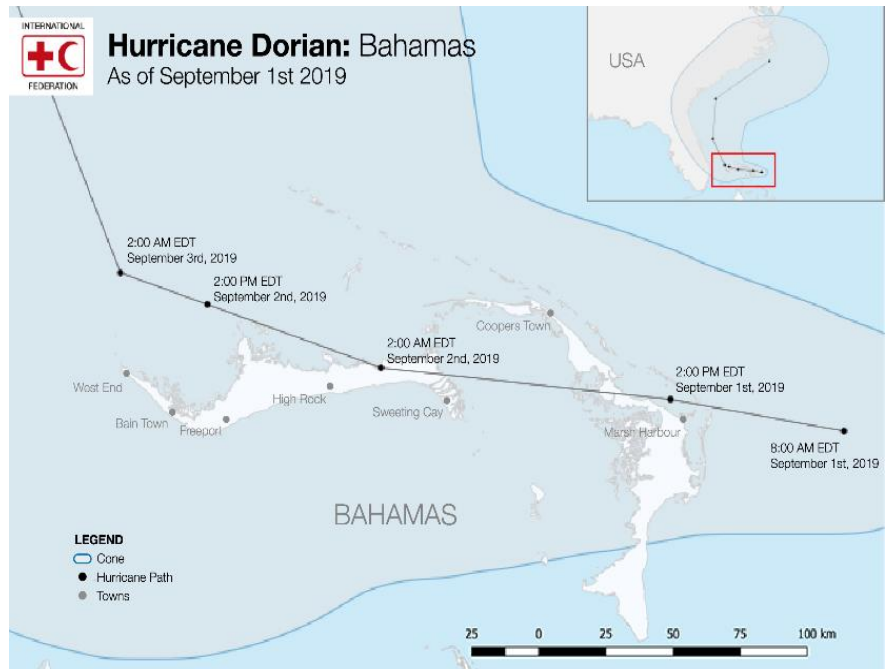 INTERNATIONAL
FEDERATION
Hurricane Dorian: Bahamas
As of September 1st 2019
USA
2:00 AM EDT
September 3rd, 2019
2:00 PM EDT
September 2nd, 2019
2:00 AM EDT
September 2nd, 2019
Coopers Town
2:00 PM EDT
September 1st, 2019
West End
High Rock
Sweeting Cay
Bain Town
Freeport
Marsh Harbour
8:00 AM EDT
September 1st, 2019
BAHAMAS
LEGEND
Cone
Hurricane Path
Towns
25 0 25 50 75 100 km